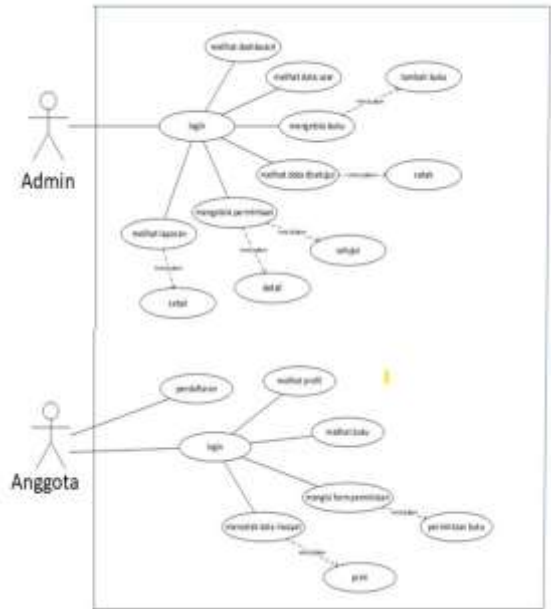 melihat dashboard
melihat data user
tambah buku
login
mengelola buku
Admin
melihat data disetujui
cetak
mengelola permintaan
melihat laporan
setujui
detail
cetak
pendaftaran
melihat profil
Anggota
login
melihat buku
mengisi form permintaan
mencetak data riwayat
permintaan buku
print